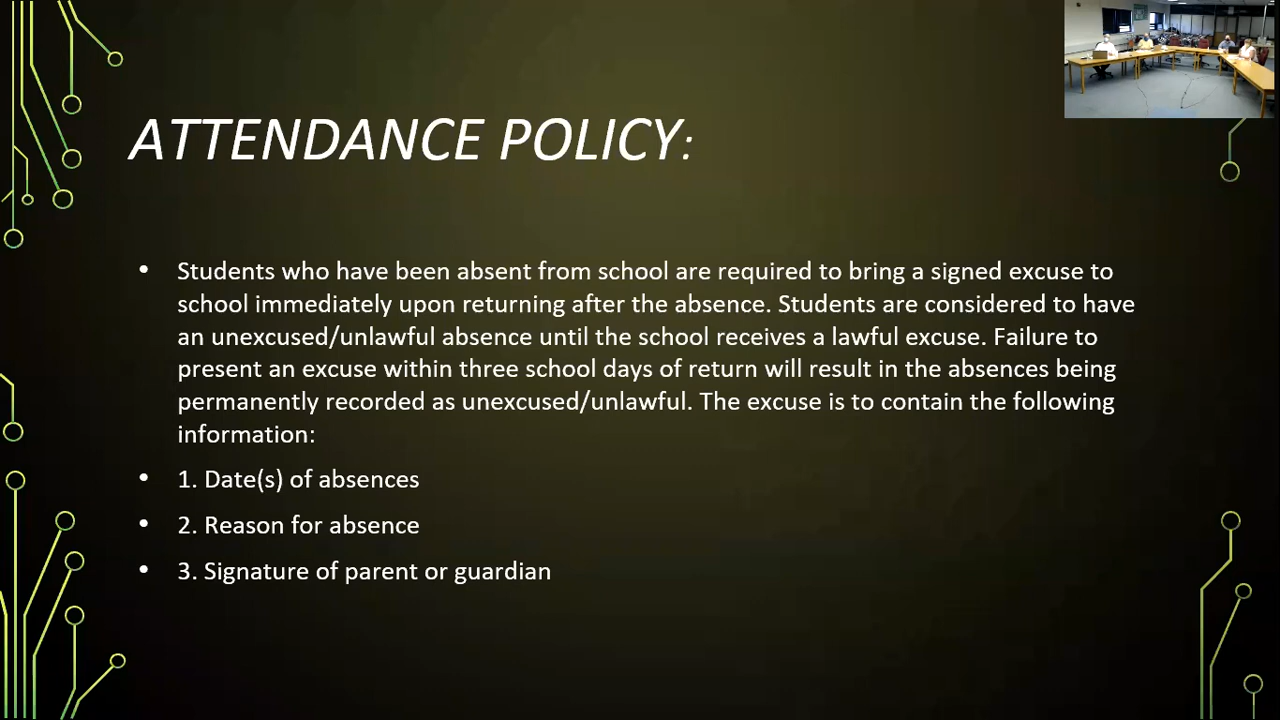 ATTENDANCE POLICY:
• Students who have been absent from school are required to bring a signed excuse to
school immediately upon returning after the absence. Students are considered to have
an unexcused/unlawful absence until the school receives a lawful excuse. Failure to
present an excuse within three school days of return will result in the absences being
permanently recorded as unexcused/unlawful. The excuse is to contain the following
information:
• 1. Date(s) of absences
• 2. Reason for absence
• 3. Signature of parent or guardian